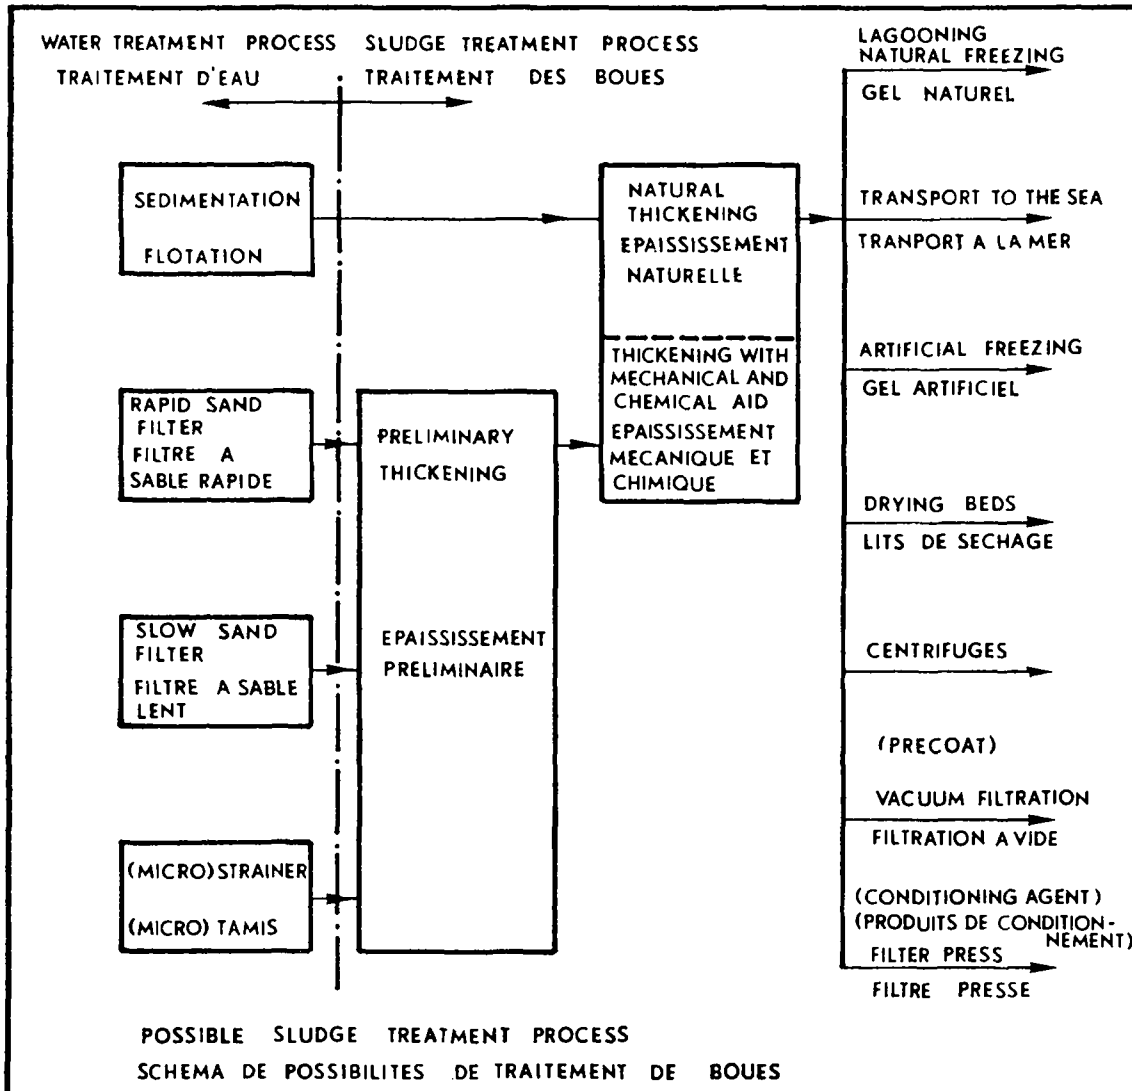 WATER TREATMENT PROCESS
TRAITEMENT D'EAU
SLUDGE TREATMENT PROCESS
TRAITEMENT DES BOUES
SEDIMENTATION
FLOTATION
RAPID SAND
FILTER
FILTRE A
SABLE RAPIDE
SLOW SAND
FILTER
FILTRE A SABLE
LENT
(MICRO) STRAINER
(MICRO) TAMIS
PRELIMINARY
THICKENING
EPAISSISSEMENT
PRELIMINAIRE
NATURAL
THICKENING
EPAISSISSEMENT
NATURELLE
THICKENING WITH
MECHANICAL AND
CHEMICAL AID
EPAISSISSEMENT
MECANIQUE ET
CHIMIQUE
LAGOONING
NATURAL FREEZING
GEL NATUREL
TRANSPORT TO THE SEA
TRANPORT A LA MER
ARTIFICIAL FREEZING
GEL ARTIFICIEL
DRYING BEDS
LITS DE SECHAGE
CENTRIFUGES
(PRECOAT)
VACUUM FILTRATION
FILTRATION A VIDE
(CONDITIONING AGENT)
(PRODUITS DE CONDITION-
NEMENT)
FILTER PRESS
FILTRE PRESSE
POSSIBLE SLUDGE TREATMENT PROCESS
SCHEMA DE POSSIBILITES DE TRAITEMENT DE BOUES